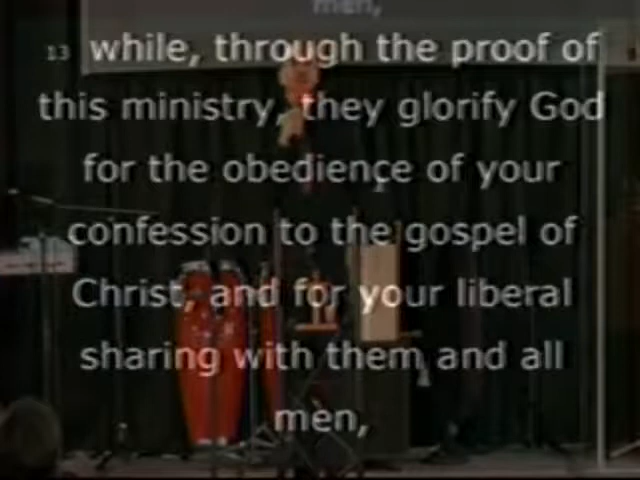 men,
13 while, through the proof of
this ministry, they glorify God
for the obedience of your
confession to the gospel of
Christ, and for your liberal
sharing with them and all
men,